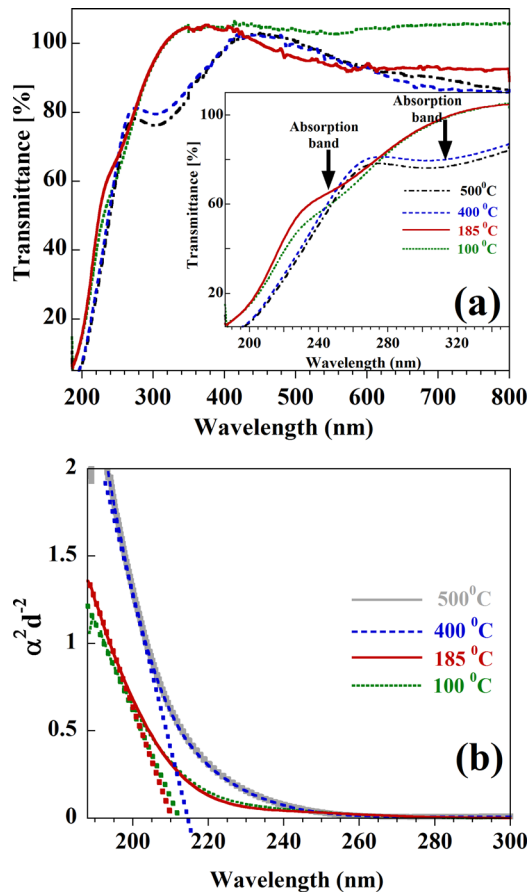 100
80
60
40
20
Transmittance [%]
200 300 400 500 600 700 800
Wavelength (nm)
100
60
20
Transmittance [%]
Absorption
band
Absorption
band
500⁰C
400 ⁰C
185 ⁰C
100 ⁰C
(a)
200 240 280 320
Wavelength (nm)
2
1.5
1
0.5
0
α²d⁻²
500⁰C
400 ⁰C
185 ⁰C
100 ⁰C
(b)
200 220 240 260 280 300
Wavelength (nm)